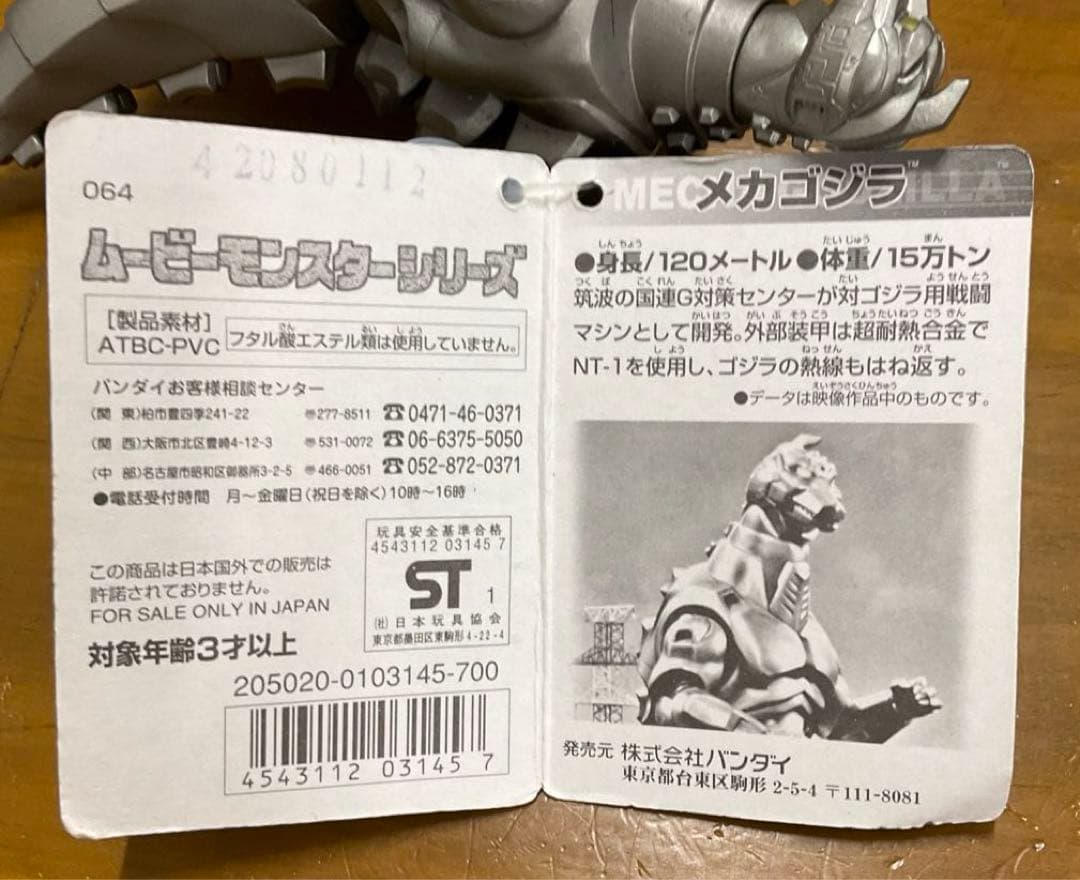 4 2080112
064
ムービーモンスターシリーズ
[製品素材]
ATBC-PVC
フタル酸エステル類は使用していません。
バンダイお客様相談センター
(関 東)柏市豊四季241-22 〠277-8511 ☎0471-46-0371
(関 西)大阪市北区豊崎4-12-3 〠531-0072 ☎06-6375-5050
(中 部)名古屋市昭和区御器所3-2-5 〠466-0051 ☎052-872-0371
●電話受付時間 月～金曜日(祝日を除く)10時～16時
この商品は日本国外での販売は
許諾されておりません。
FOR SALE ONLY IN JAPAN
対象年齢3才以上
玩具安全基準合格
4543112 03145 7
ST 1
(社)日本玩具協会
東京都墨田区東駒形4-22-4
205020-0103145-700
4543112 03145 7
メカゴジラ™
●身長/120メートル●体重/15万トン
筑波の国連G対策センターが対ゴジラ用戦闘
マシンとして開発。外部装甲は超耐熱合金で
NT-1を使用し、ゴジラの熱線もはね返す。
●データは映像作品中のものです。
発売元 株式会社バンダイ
東京都台東区駒形 2-5-4 〒111-8081